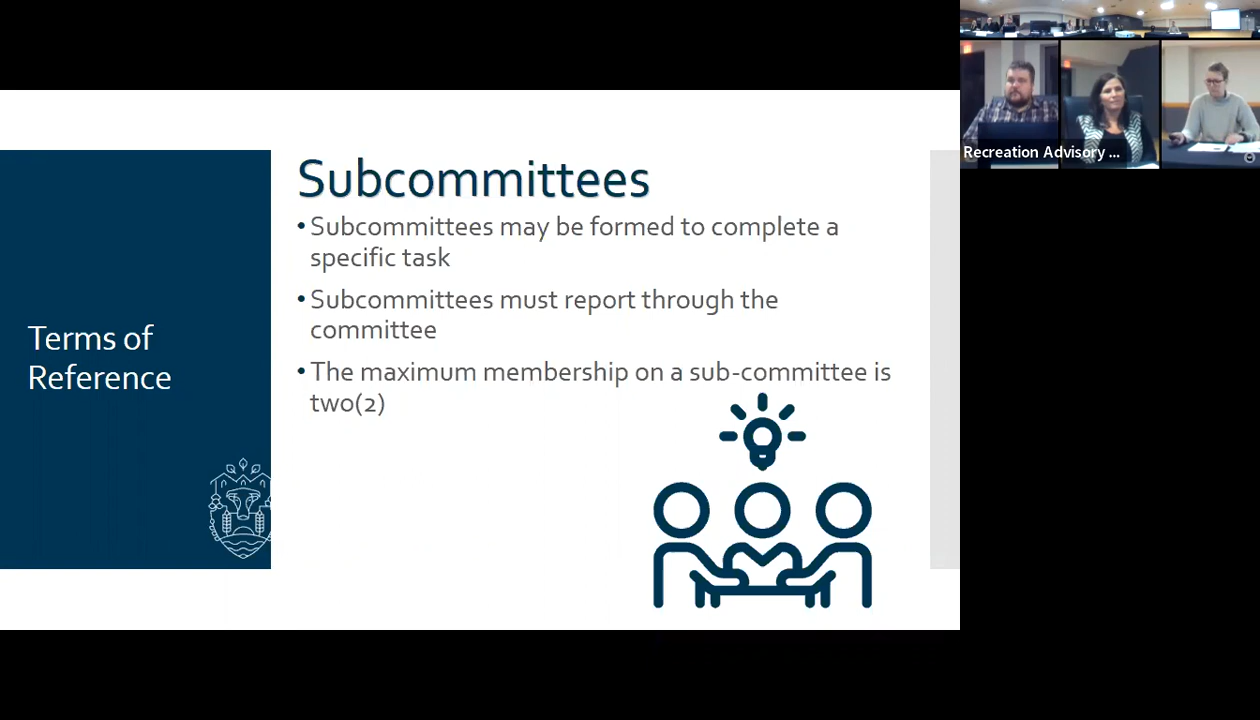 Recreation Advisory ...
Subcommittees
• Subcommittees may be formed to complete a
specific task
• Subcommittees must report through the
committee
• The maximum membership on a sub-committee is
two(2)
Terms of
Reference